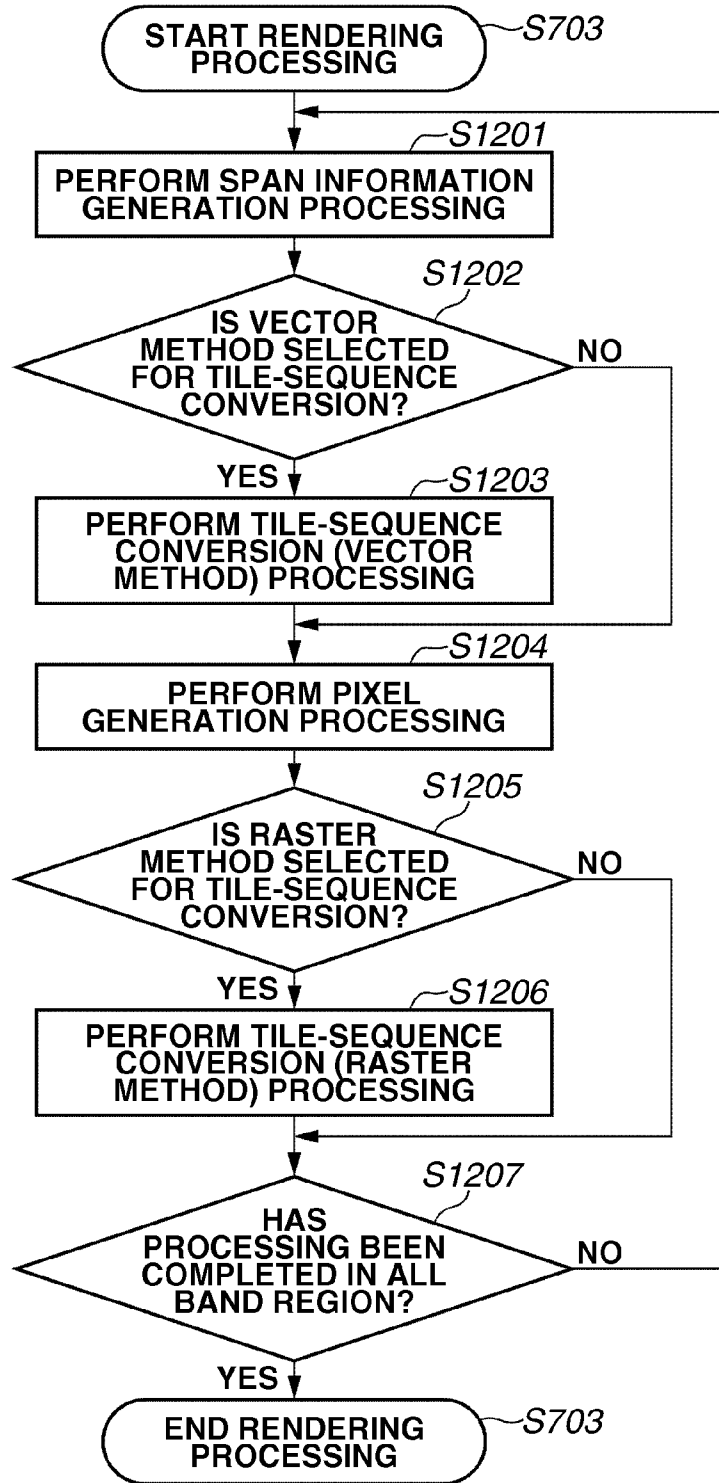 START RENDERING
PROCESSING
S703
S1201
PERFORM SPAN INFORMATION
GENERATION PROCESSING
S1202
IS VECTOR
METHOD SELECTED
FOR TILE-SEQUENCE
CONVERSION?
NO
YES
S1203
PERFORM TILE-SEQUENCE
CONVERSION (VECTOR
METHOD) PROCESSING
S1204
PERFORM PIXEL
GENERATION PROCESSING
S1205
IS RASTER
METHOD SELECTED
FOR TILE-SEQUENCE
CONVERSION?
NO
YES
S1206
PERFORM TILE-SEQUENCE
CONVERSION (RASTER
METHOD) PROCESSING
S1207
HAS
PROCESSING BEEN
COMPLETED IN ALL
BAND REGION?
NO
YES
END RENDERING
PROCESSING
S703